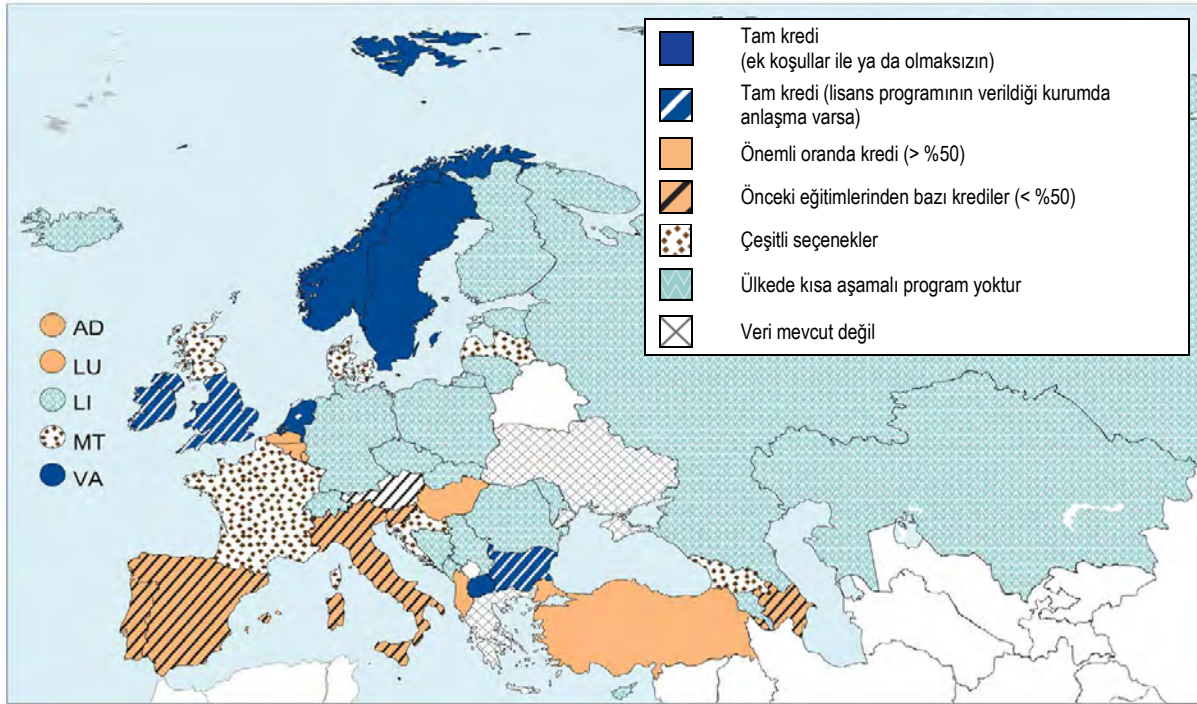 Tam kredi
(ek koşullar ile ya da olmaksızın)
Tam kredi (lisans programının verildiği kurumda
anlaşma varsa)
Önemli oranda kredi (> %50)
Önceki eğitimlerinden bazı krediler (< %50)
Çeşitli seçenekler
Ülkede kısa aşamalı program yoktur
Veri mevcut değil
AD
LU
LI
MT
VA